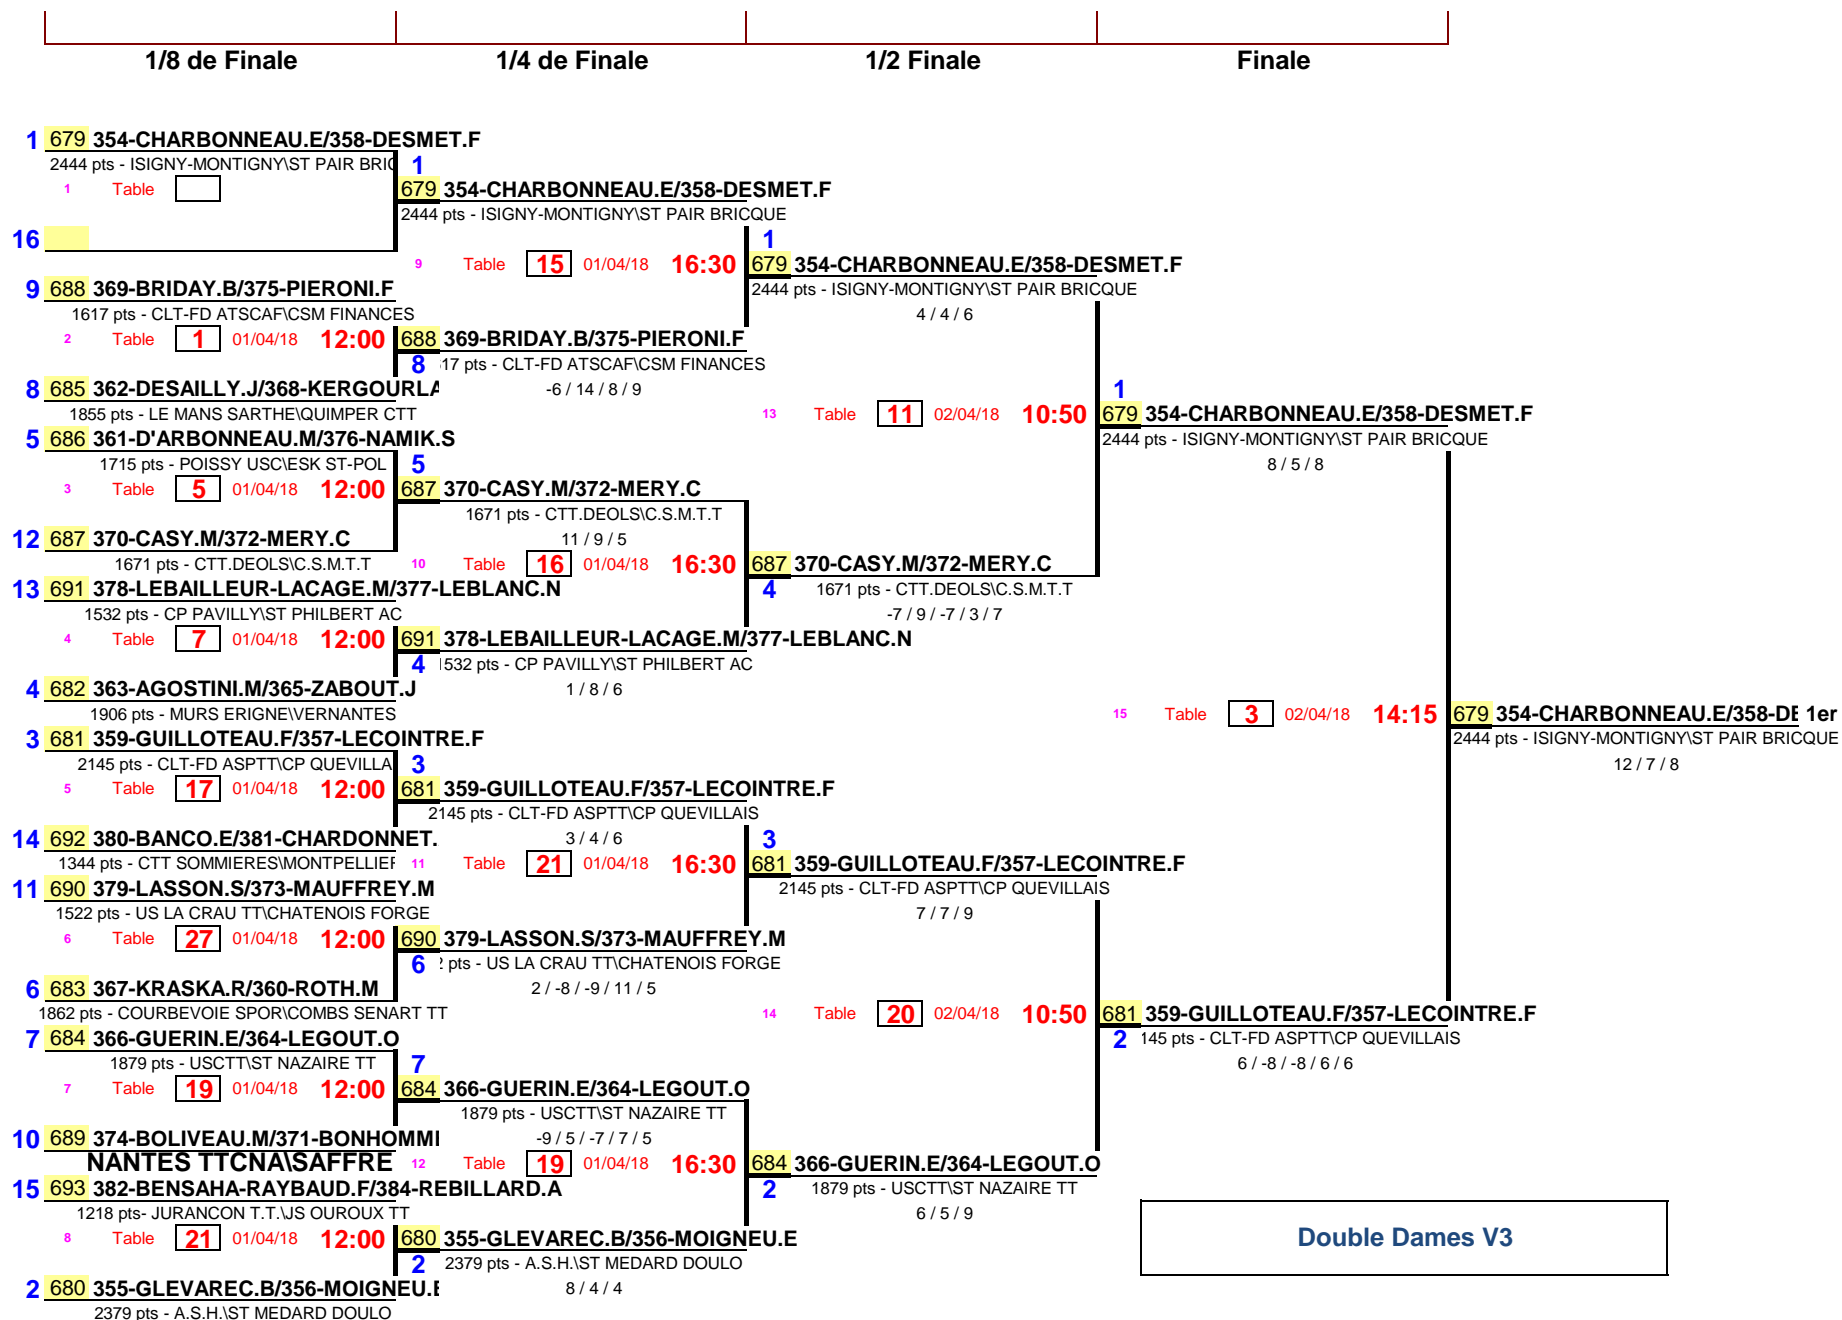 1/8 de Finale
1/4 de Finale
1/2 Finale
Finale
1 679 354-CHARBONNEAU.E/358-DESMET.F
2444 pts - ISIGNY-MONTIGNY\ST PAIR BRIC
1 Table
16
9 688 369-BRIDAY.B/375-PIERONI.F
1617 pts - CLT-FD ATSCAF\CSM FINANCES
2 Table 1 01/04/18 12:00
8 685 362-DESAILLY.J/368-KERGOURLA
1855 pts - LE MANS SARTHE\QUIMPER CTT
5 686 361-D'ARBONNEAU.M/376-NAMIK.S
1715 pts - POISSY USC\ESK ST-POL
3 Table 5 01/04/18 12:00
12 687 370-CASY.M/372-MERY.C
1671 pts - CTT.DEOLS\C.S.M.T.T
13 691 378-LEBAILLEUR-LACAGE.M/377-LEBLANC.N
1532 pts - CP PAVILLY\ST PHILBERT AC
4 Table 7 01/04/18 12:00
4 682 363-AGOSTINI.M/365-ZABOUT.J
1906 pts - MURS ERIGNE\VERNANTES
3 681 359-GUILLOTEAU.F/357-LECOINTRE.F
2145 pts - CLT-FD ASPTT\CP QUEVILLA
5 Table 17 01/04/18 12:00
14 692 380-BANCO.E/381-CHARDONNET.
1344 pts - CTT SOMMIERES\MONTPELLIER
11 690 379-LASSON.S/373-MAUFFREY.M
1522 pts - US LA CRAU TT\CHATENOIS FORGE
6 Table 27 01/04/18 12:00
6 683 367-KRASKA.R/360-ROTH.M
1862 pts - COURBEVOIE SPOR\COMBS SENART TT
7 684 366-GUERIN.E/364-LEGOUT.O
1879 pts - USCTT\ST NAZAIRE TT
7 Table 19 01/04/18 12:00
10 689 374-BOLIVEAU.M/371-BONHOMME
NANTES TTCNA\SAFFRE
15 693 382-BENSAHA-RAYBAUD.F/384-REBILLARD.A
1218 pts- JURANCON T.T.\JS OUROUX TT
8 Table 21 01/04/18 12:00
2 680 355-GLEVAREC.B/356-MOIGNEU.E
2379 pts - A.S.H.\ST MEDARD DOULO
1
679 354-CHARBONNEAU.E/358-DESMET.F
2444 pts - ISIGNY-MONTIGNY\ST PAIR BRICQUE
9 Table 15 01/04/18 16:30
688 369-BRIDAY.B/375-PIERONI.F
8 17 pts - CLT-FD ATSCAF\CSM FINANCES
-6 / 14 / 8 / 9
5
687 370-CASY.M/372-MERY.C
1671 pts - CTT.DEOLS\C.S.M.T.T
11 / 9 / 5
10 Table 16 01/04/18 16:30
691 378-LEBAILLEUR-LACAGE.M/377-LEBLANC.N
4 1532 pts - CP PAVILLY\ST PHILBERT AC
1 / 8 / 6
3
681 359-GUILLOTEAU.F/357-LECOINTRE.F
2145 pts - CLT-FD ASPTT\CP QUEVILLAIS
3 / 4 / 6
11 Table 21 01/04/18 16:30
690 379-LASSON.S/373-MAUFFREY.M
6 2 pts - US LA CRAU TT\CHATENOIS FORGE
2 / -8 / -9 / 11 / 5
7
684 366-GUERIN.E/364-LEGOUT.O
1879 pts - USCTT\ST NAZAIRE TT
-9 / 5 / -7 / 7 / 5
12 Table 19 01/04/18 16:30
680 355-GLEVAREC.B/356-MOIGNEU.E
2 2379 pts - A.S.H.\ST MEDARD DOULO
8 / 4 / 4
1
679 354-CHARBONNEAU.E/358-DESMET.F
2444 pts - ISIGNY-MONTIGNY\ST PAIR BRICQUE
4 / 4 / 6
13 Table 11 02/04/18 10:50
687 370-CASY.M/372-MERY.C
4 1671 pts - CTT.DEOLS\C.S.M.T.T
-7 / 9 / -7 / 3 / 7
3
681 359-GUILLOTEAU.F/357-LECOINTRE.F
2145 pts - CLT-FD ASPTT\CP QUEVILLAIS
7 / 7 / 9
14 Table 20 02/04/18 10:50
684 366-GUERIN.E/364-LEGOUT.O
2 1879 pts - USCTT\ST NAZAIRE TT
6 / 5 / 9
1
679 354-CHARBONNEAU.E/358-DESMET.F
2444 pts - ISIGNY-MONTIGNY\ST PAIR BRICQUE
8 / 5 / 8
15 Table 3 02/04/18 14:15
681 359-GUILLOTEAU.F/357-LECOINTRE.F
2 145 pts - CLT-FD ASPTT\CP QUEVILLAIS
6 / -8 / -8 / 6 / 6
679 354-CHARBONNEAU.E/358-DE 1er
2444 pts - ISIGNY-MONTIGNY\ST PAIR BRICQUE
12 / 7 / 8
Double Dames V3